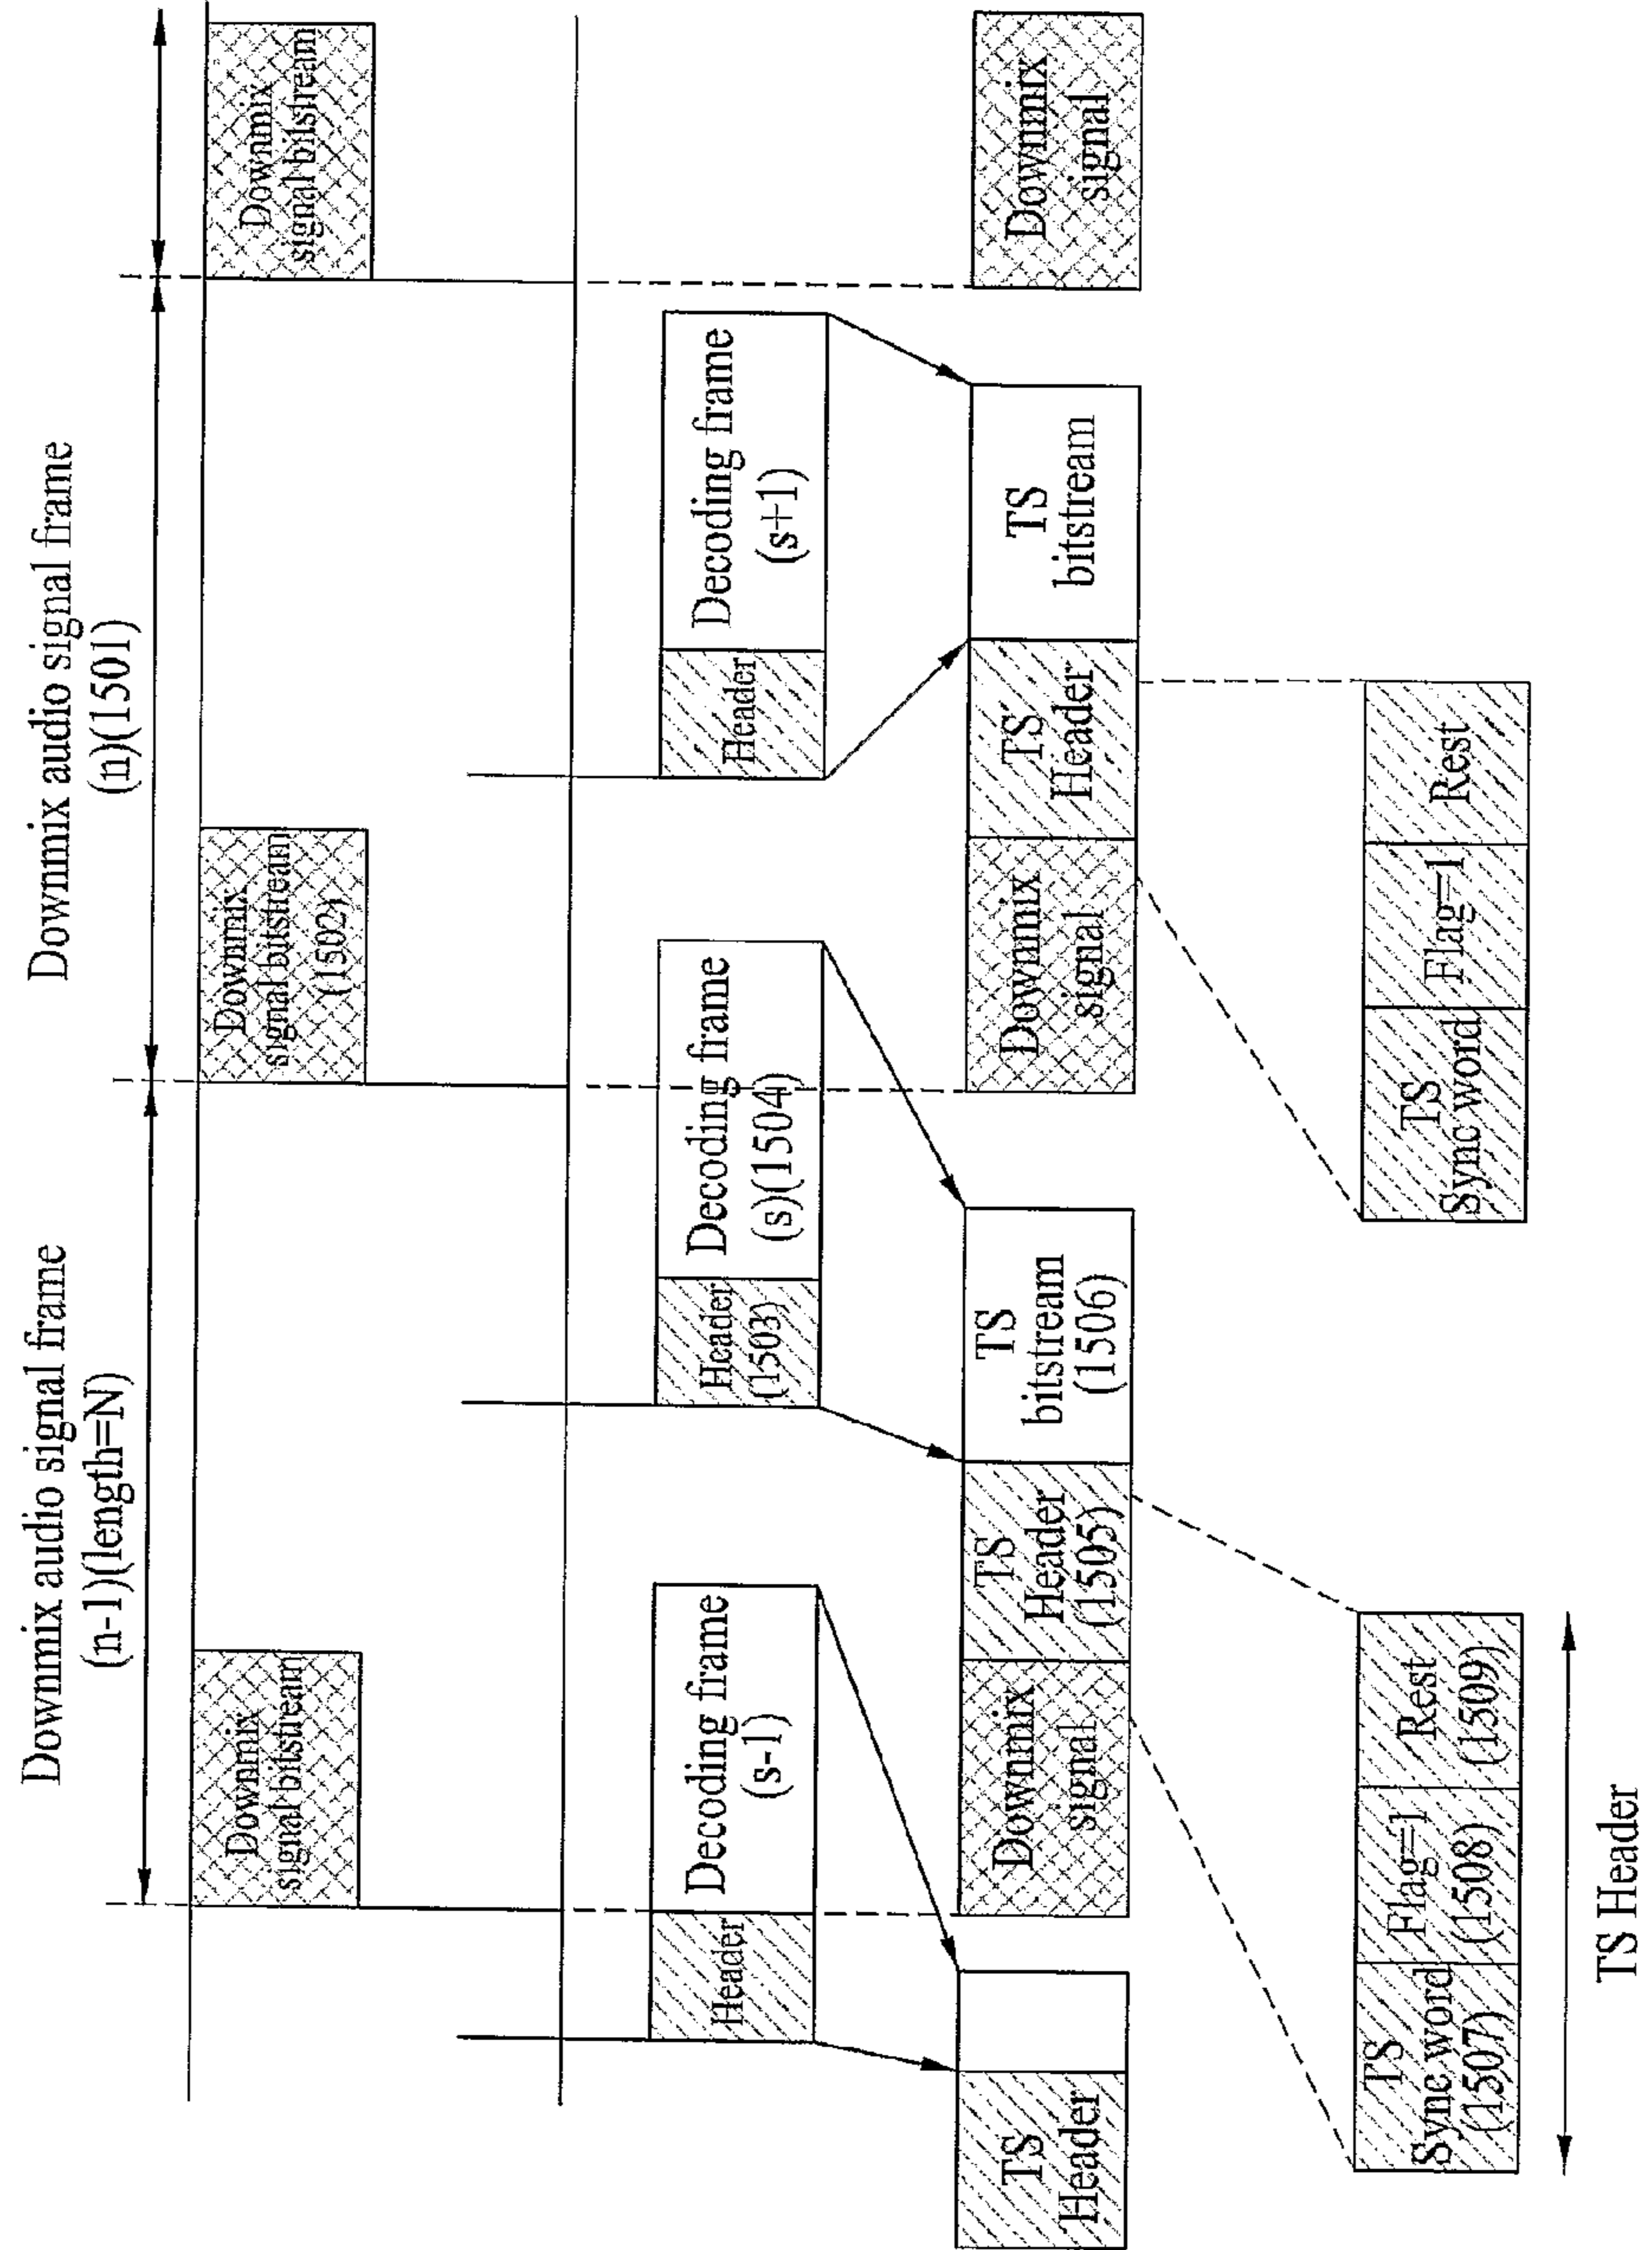 Downmix audio signal frame
(n-1)(length=N)
Downmix audio signal frame
(n)(1501)
Downmix
signal bitstream
Downmix
signal bitstream
(1502)
Downmix
signal bitstream
Header
Decoding frame
(s-1)
Header
(1503)
Decoding frame
(s)(1504)
Header
Decoding frame
(s+1)
TS
Header
Downmix
signal
TS
Header
(1505)
TS
bitstream
(1506)
Downmix
signal
TS
Header
TS
bitstream
Downmix
signal
TS
Sync word
(1507)
Flag=1
(1508)
Rest
(1509)
TS
Sync word
Flag=1
Rest
TS Header